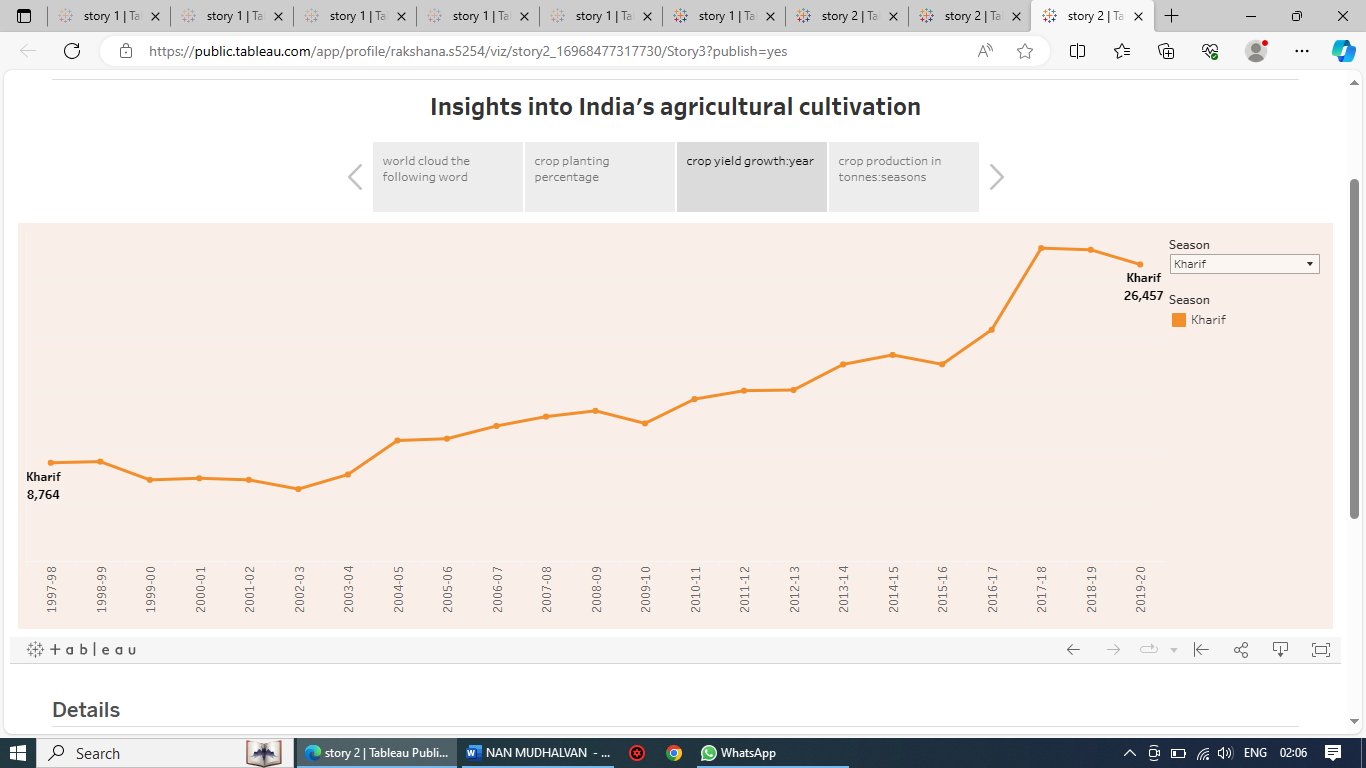 story 1 | Ta
story 1 | Ta
story 1 | Ta
story 1 | Ta
story 1 | Ta
story 1 | Ta
story 2 | Ta
story 2 | Ta
story 2 | Ta
https://public.tableau.com/app/profile/rakshana.s5254/viz/story2_16968477317730/Story3?publish=yes
Insights into India's agricultural cultivation
world cloud the
following word
crop planting
percentage
crop yield growth:year
crop production in
tonnes:seasons
Season
Kharif
Season
Kharif
Kharif
26,457
Kharif
8,764
1997-98
1998-99
1999-00
2000-01
2001-02
2002-03
2003-04
2004-05
2005-06
2006-07
2007-08
2008-09
2009-10
2010-11
2011-12
2012-13
2013-14
2014-15
2015-16
2016-17
2017-18
2018-19
2019-20
+ a b | e a u
Details
Search
story 2 | Tableau Publi...
NAN MUDHALVAN - ...
WhatsApp
ENG
02:06